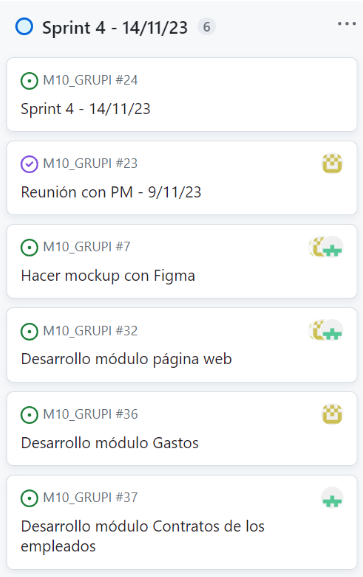 Sprint 4 - 14/11/23 6
M10_GRUPI #24
Sprint 4 - 14/11/23
M10_GRUPI #23
Reunión con PM - 9/11/23
M10_GRUPI #7
Hacer mockup con Figma
M10_GRUPI #32
Desarrollo módulo página web
M10_GRUPI #36
Desarrollo módulo Gastos
M10_GRUPI #37
Desarrollo módulo Contratos de los
empleados